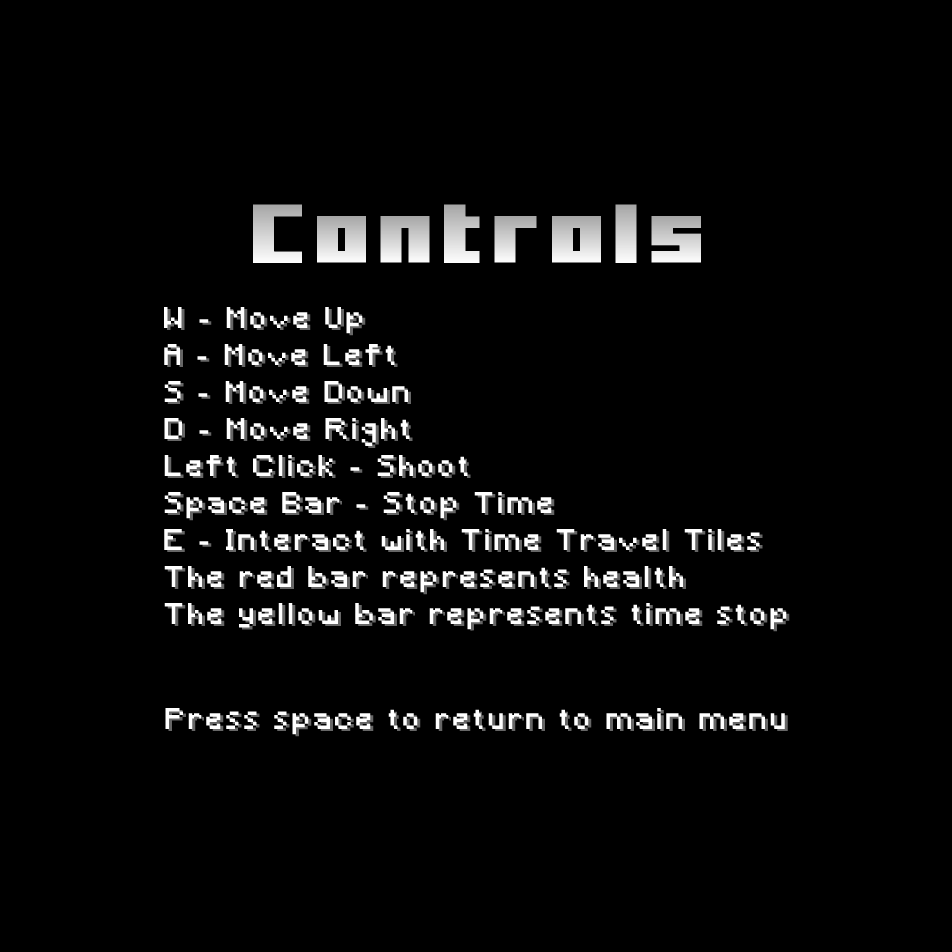 Controls
W - Move Up
A - Move Left
S - Move Down
D - Move Right
Left Click - Shoot
Space Bar - Stop Time
E - Interact with Time Travel Tiles
The red bar represents health
The yellow bar represents time stop
Press space to return to main menu